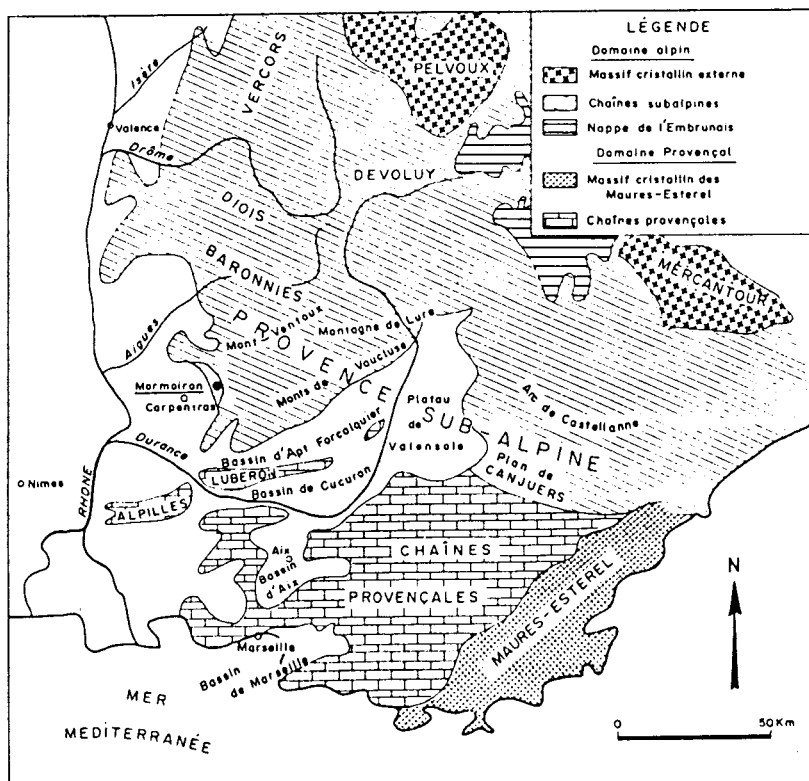 LÉGENDE
Domaine alpin
Massif cristallin externe
Chaînes subalpines
Nappe de l'Embrunais
Domaine Provençal
Massif cristallin des
Maures-Esterel
Chaînes provençales
PELVOUX
VERCORS
Isère
Valence
Drôme
DEVOLUY
DIOIS
BARONNIES
MERCANTOUR
Aigues
Mont Ventoux
Montagne de Lure
PROVENCE
Monts de Vaucluse
Mormoiron
Carpentras
Platau
de
Valensole
SUB-ALPINE
Arc de Castellanne
Durance
Bassin d'Apt Forcalquier
LUBERON
Bassin de Cucuron
Plan de
CANJUERS
Nîmes
RHONE
ALPILLES
Aix
Bassin
d'Aix
CHAÎNES
PROVENÇALES
MAURES-ESTEREL
N
Marseille
Bassin
de Marseille
MER
MEDITERRANÉE
0 50 Km